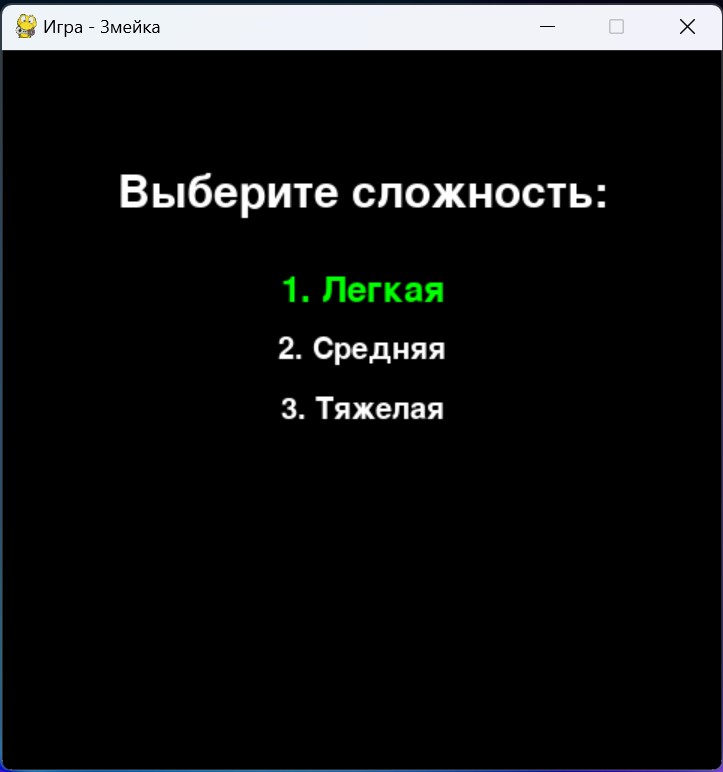 Игра - Змейка
Выберите сложность:
1. Легкая
2. Средняя
3. Тяжелая